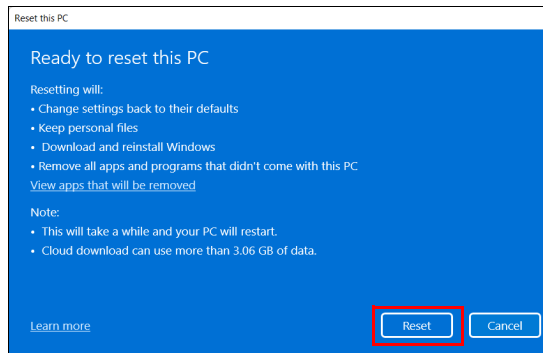 Reset this PC
Ready to reset this PC
Resetting will:
• Change settings back to their defaults
• Keep personal files
• Download and reinstall Windows
• Remove all apps and programs that didn't come with this PC
View apps that will be removed
Note:
• This will take a while and your PC will restart.
• Cloud download can use more than 3.06 GB of data.
Learn more Reset Cancel